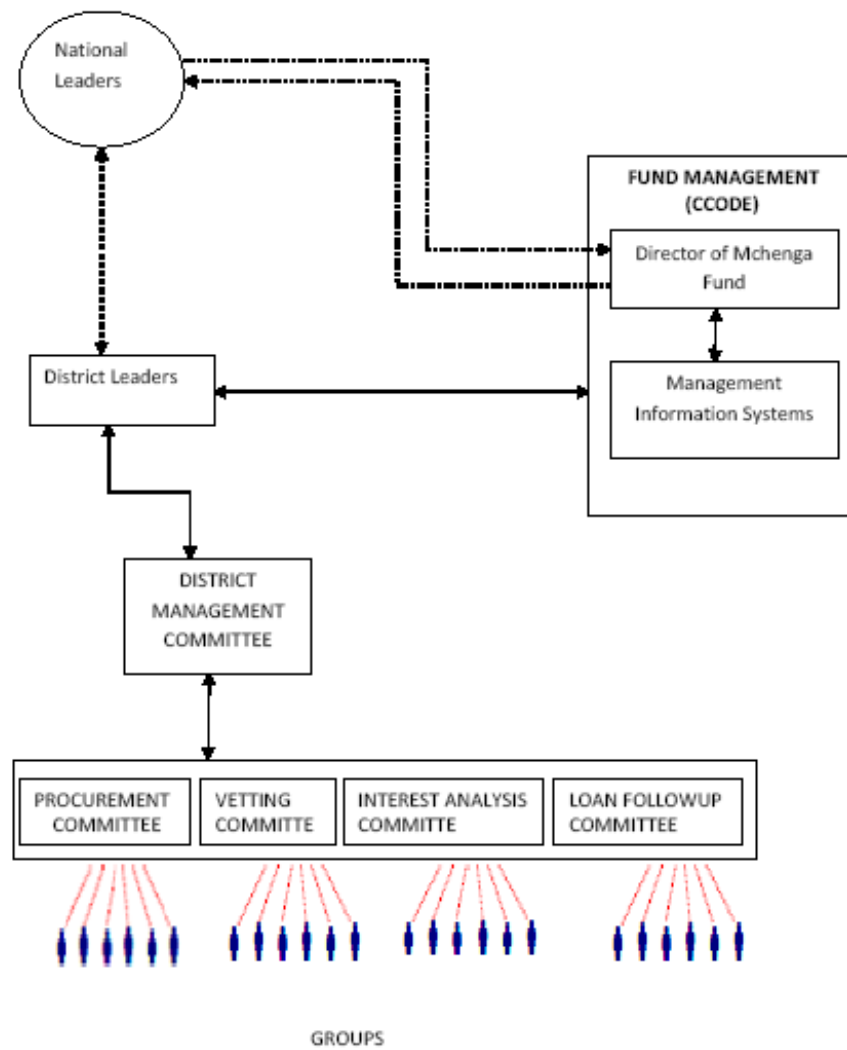 National
Leaders
FUND MANAGEMENT
(CCODE)
Director of Mchenga
Fund
District Leaders
Management
Information Systems
DISTRICT
MANAGEMENT
COMMITTEE
PROCUREMENT
COMMITTEE
VETTING
COMMITTE
INTEREST ANALYSIS
COMMITTE
LOAN FOLLOWUP
COMMITTEE
GROUPS